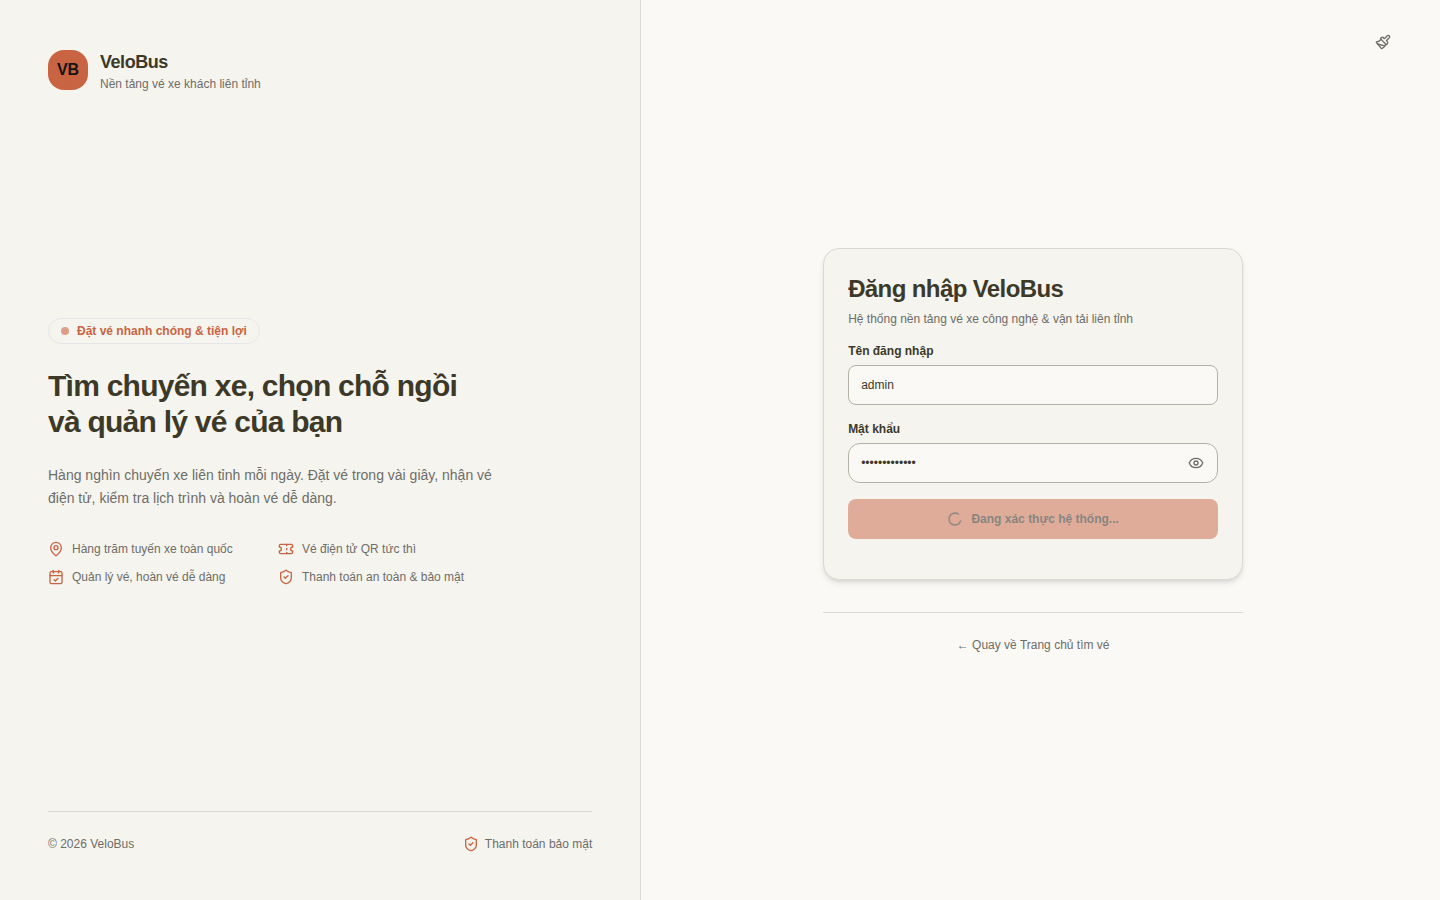 VB
VeloBus
Nền tảng vé xe khách liên tỉnh
Đặt vé nhanh chóng & tiện lợi
Tìm chuyến xe, chọn chỗ ngồi
và quản lý vé của bạn
Hàng nghìn chuyến xe liên tỉnh mỗi ngày. Đặt vé trong vài giây, nhận vé
điện tử, kiểm tra lịch trình và hoàn vé dễ dàng.
Hàng trăm tuyến xe toàn quốc
Vé điện tử QR tức thì
Quản lý vé, hoàn vé dễ dàng
Thanh toán an toàn & bảo mật
© 2026 VeloBus
Thanh toán bảo mật
Đăng nhập VeloBus
Hệ thống nền tảng vé xe công nghệ & vận tải liên tỉnh
Tên đăng nhập
admin
Mật khẩu
•••••••••••••
Đang xác thực hệ thống...
← Quay về Trang chủ tìm vé